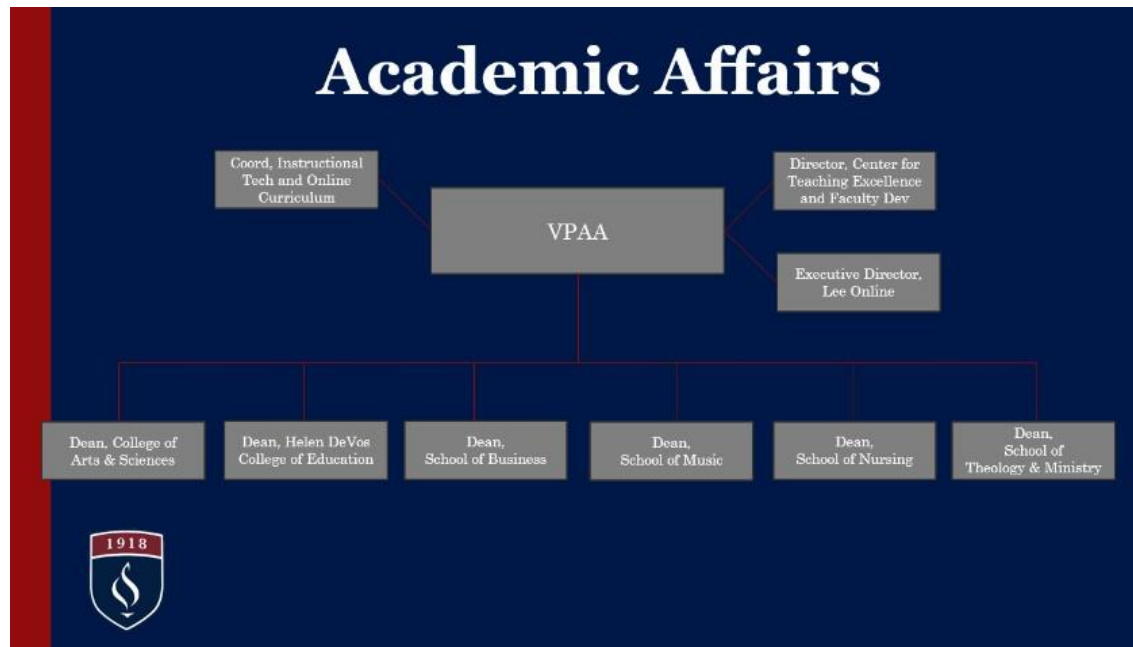 Academic Affairs
Coord, Instructional
Tech and Online
Curriculum
Director, Center for
Teaching Excellence
and Faculty Dev
VPAA
Executive Director,
Lee Online
Dean, College of
Arts & Sciences
Dean, Helen DeVos
College of Education
Dean,
School of Business
Dean,
School of Music
Dean,
School of Nursing
Dean,
School of
Theology & Ministry
1918